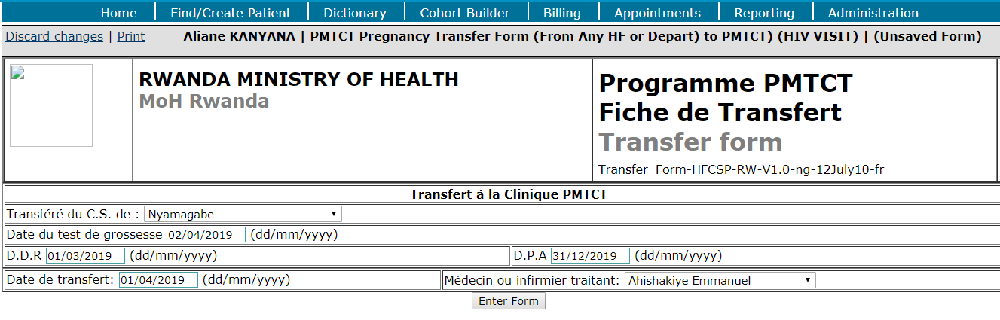 Home Find/Create Patient Dictionary Cohort Builder Billing Appointments Reporting Administration
Discard changes | Print Aliane KANYANA | PMTCT Pregnancy Transfer Form (From Any HF or Depart) to PMTCT) (HIV VISIT) | (Unsaved Form)
RWANDA MINISTRY OF HEALTH
MoH Rwanda
Programme PMTCT
Fiche de Transfert
Transfer form
Transfer_Form-HFCSP-RW-V1.0-ng-12July10-fr
Transfert à la Clinique PMTCT
Transféré du C.S. de : Nyamagabe
Date du test de grossesse 02/04/2019 (dd/mm/yyyy)
D.D.R 01/03/2019 (dd/mm/yyyy) D.P.A 31/12/2019 (dd/mm/yyyy)
Date de transfert: 01/04/2019 (dd/mm/yyyy) Médecin ou infirmier traitant: Ahishakiye Emmanuel
Enter Form